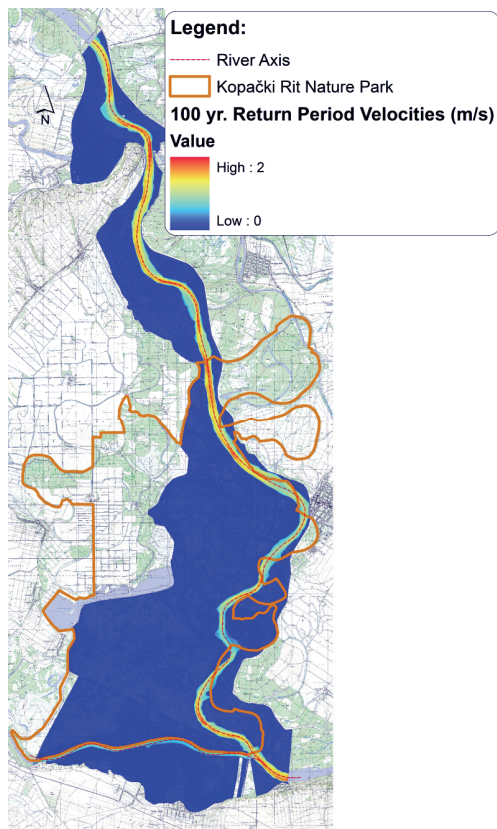 Legend:
River Axis
Kopački Rit Nature Park
100 yr. Return Period Velocities (m/s)
Value
High : 2
Low : 0
N